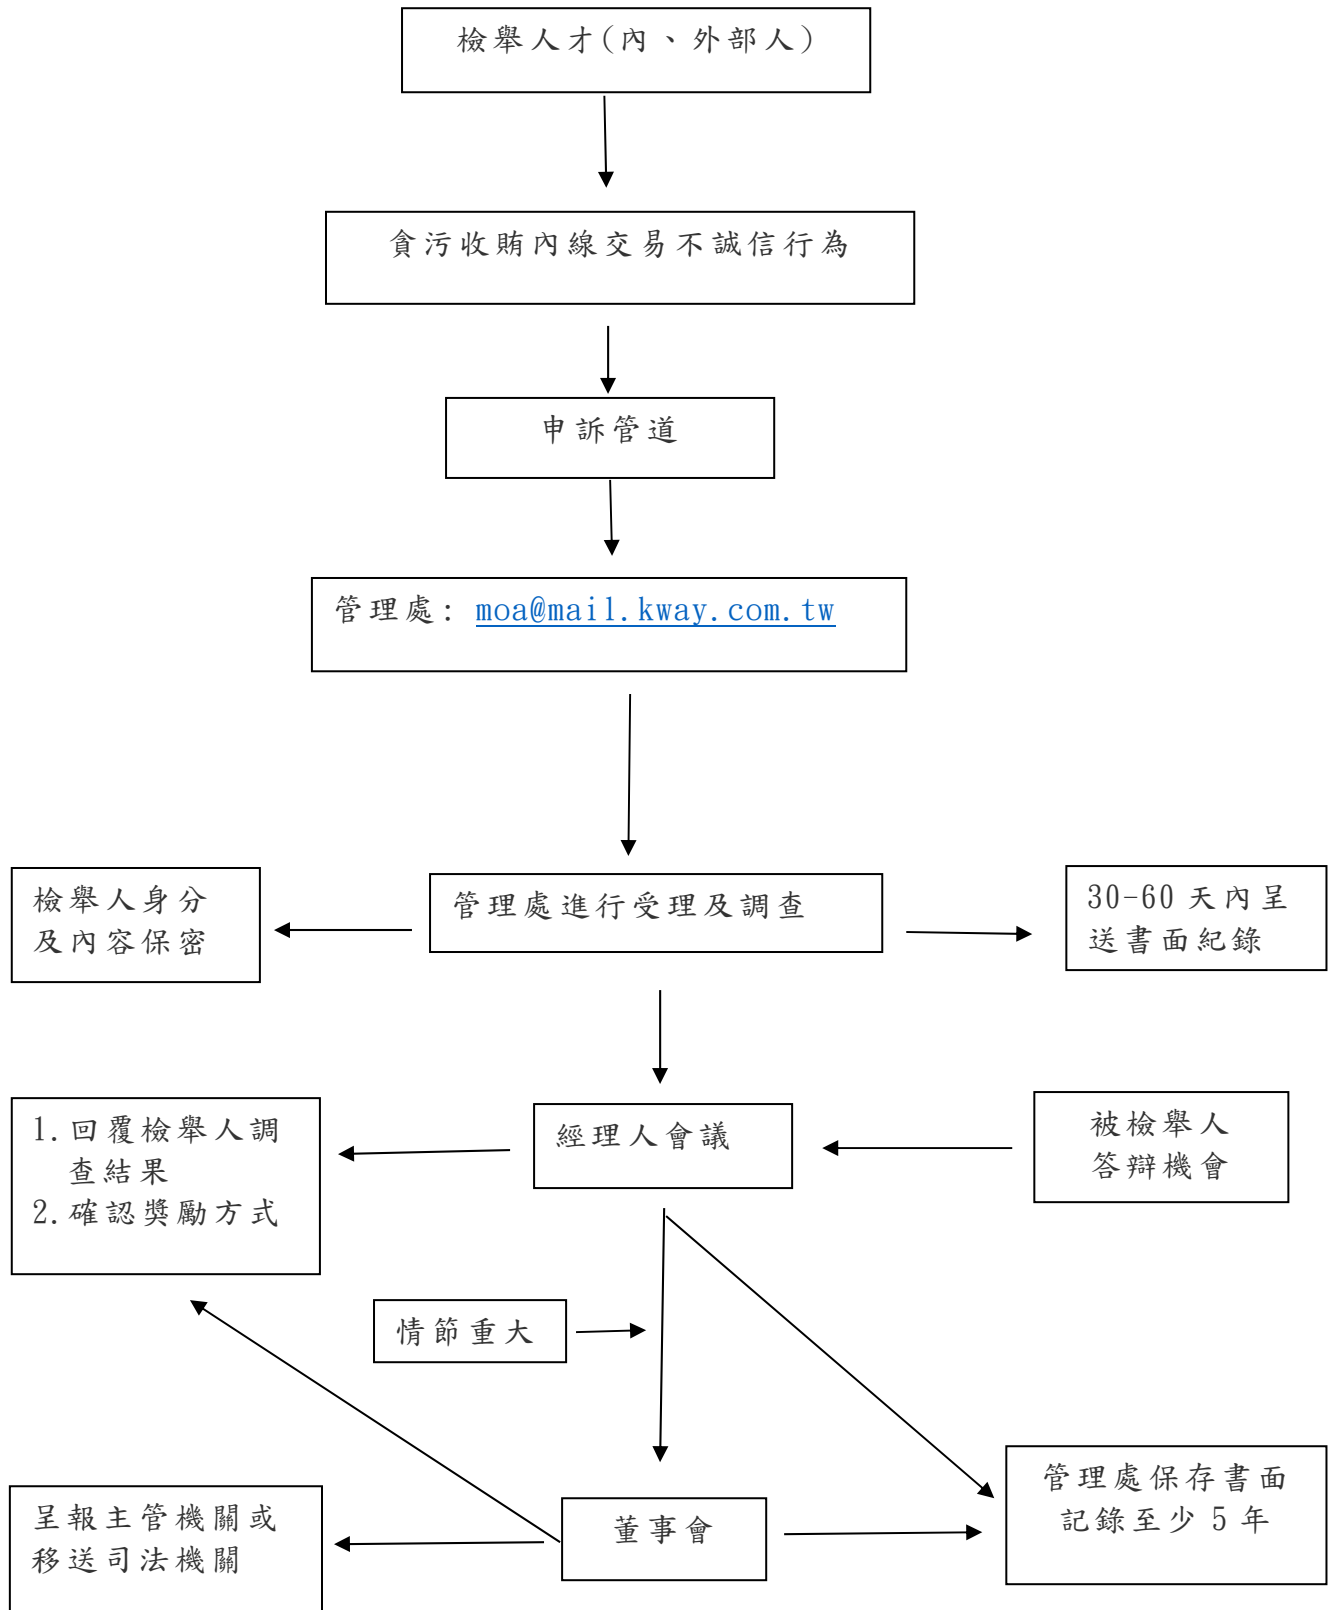 檢舉人才(內、外部人)
貪污收賄內線交易不誠信行為
申訴管道
管理處: moa@mail.kway.com.tw
檢舉人身分
及內容保密
管理處進行受理及調查
30-60 天內呈
送書面紀錄
1.回覆檢舉人調
查結果
2.確認獎勵方式
經理人會議
被檢舉人
答辯機會
情節重大
呈報主管機關或
移送司法機關
董事會
管理處保存書面
記錄至少 5 年